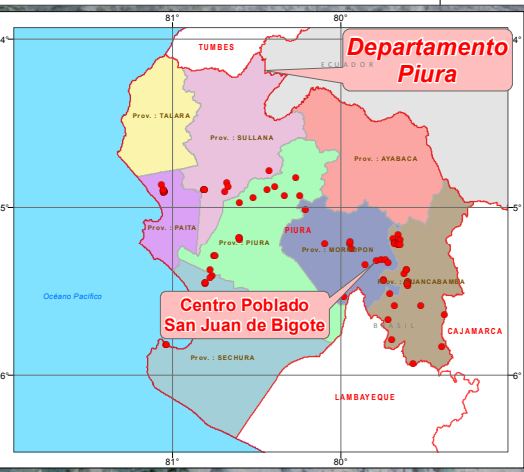 81°
80°
4°
4°
TUMBES
Departamento
Piura
ECUADOR
Prov. : TALARA
Prov. : SULLANA
Prov. : AYABACA
5°
5°
Prov. : PAITA
Prov. : PIURA
PIURA
Prov. : MORROPON
Prov. : HUANCABAMBA
Océano Pacífico
Centro Poblado
San Juan de Bigote
BRASIL
CAJAMARCA
Prov. : SECHURA
6°
6°
LAMBAYEQUE
81°
80°